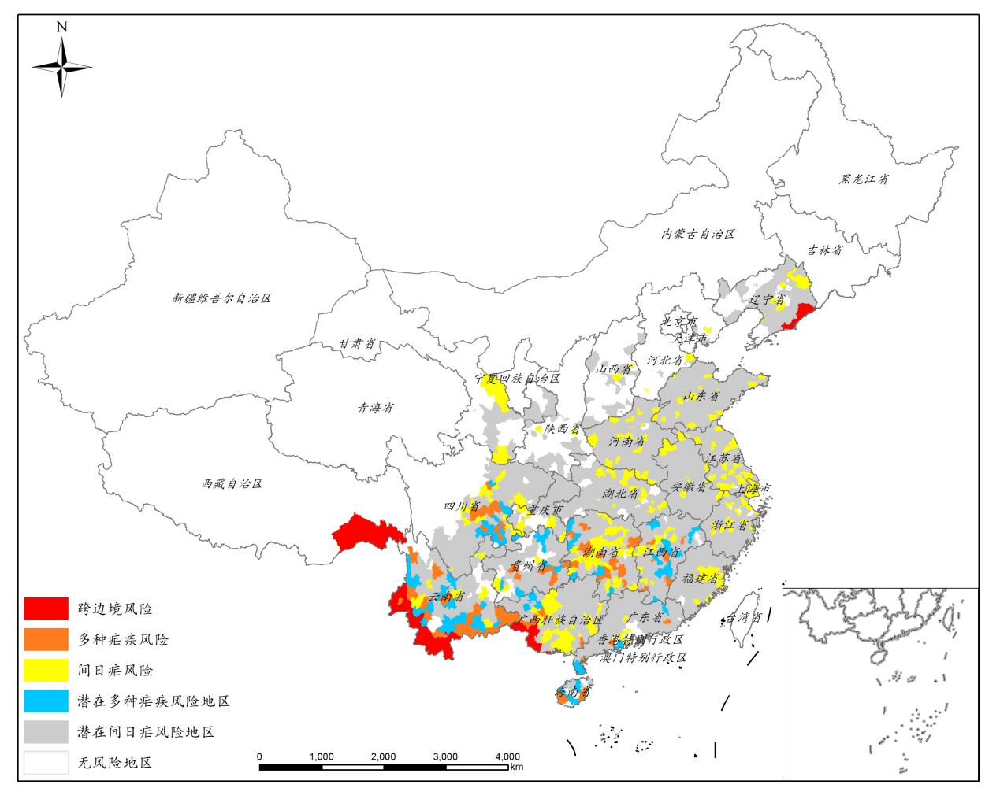 N
黑龙江省
内蒙古自治区
吉林省
新疆维吾尔自治区
辽宁省
北京市
天津市
甘肃省
河北省
山西省
宁夏回族自治区
山东省
青海省
陕西省
河南省
江苏省
西藏自治区
安徽省
上海市
湖北省
四川省
重庆市
浙江省
湖南省
江西省
贵州省
福建省
云南省
广东省
台湾省
广西壮族自治区
香港特别行政区
澳门特别行政区
海南省
跨边境风险
多种疟疾风险
间日疟风险
潜在多种疟疾风险地区
潜在间日疟风险地区
无风险地区
0 1,000 2,000 3,000 4,000
km